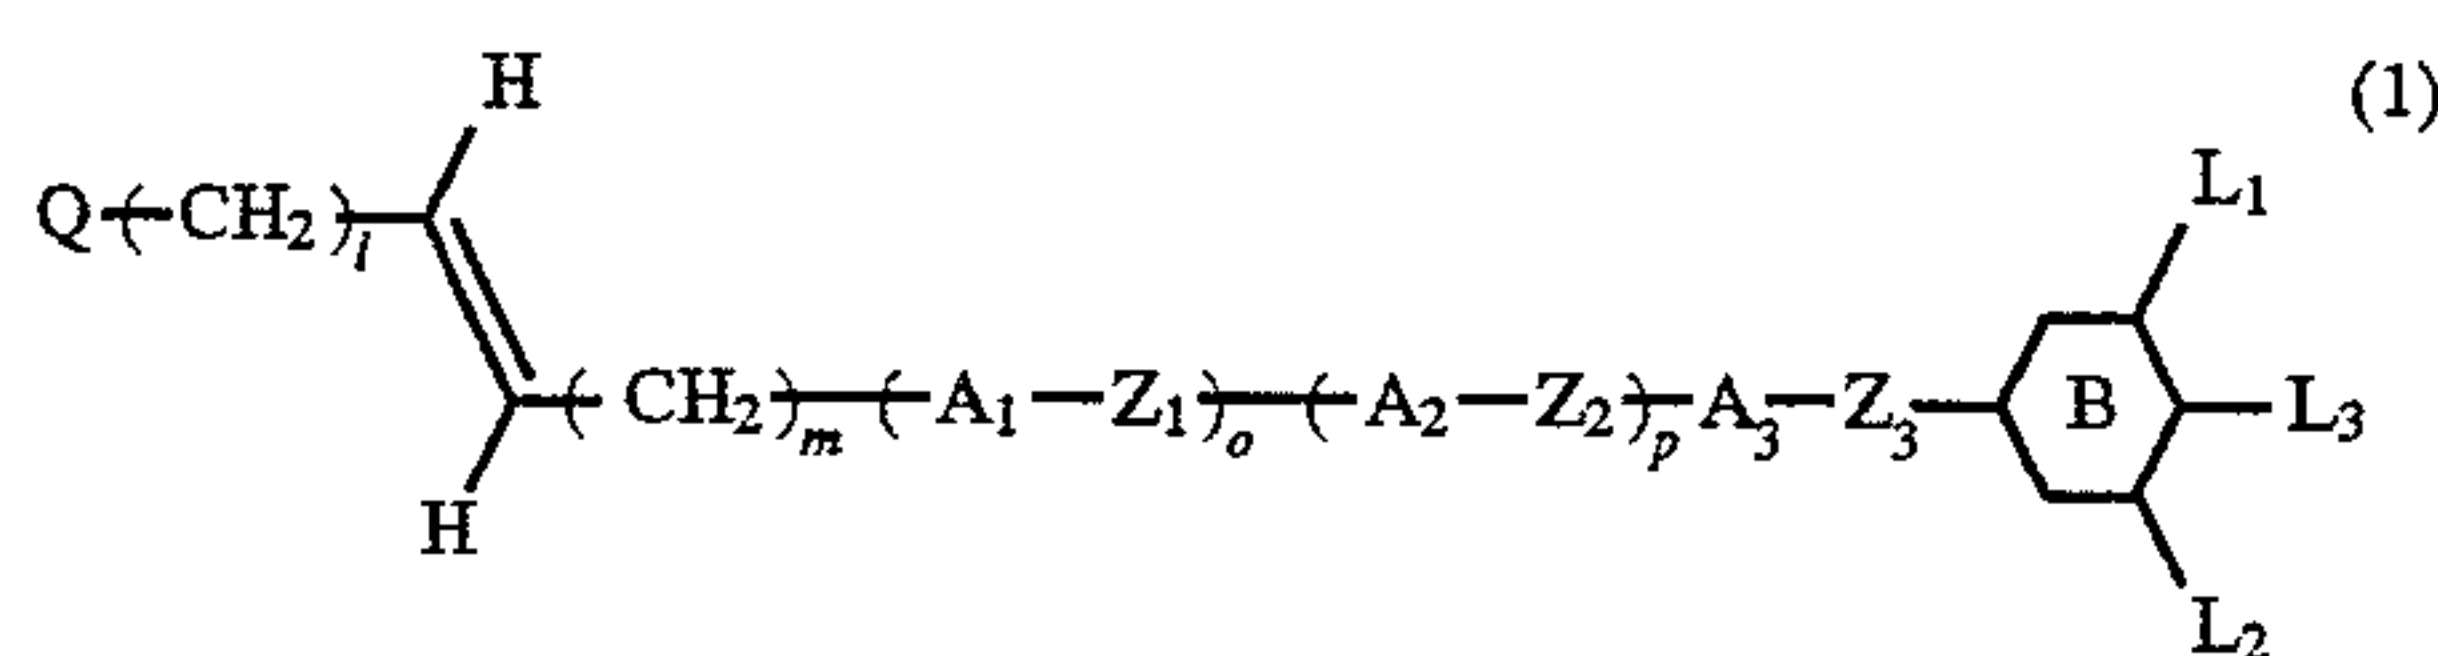 H
(1)
L1
Q(CH2)l
(CH2)m(A1—Z1)o(A2—Z2)pA3—Z3 B L3
H
L2